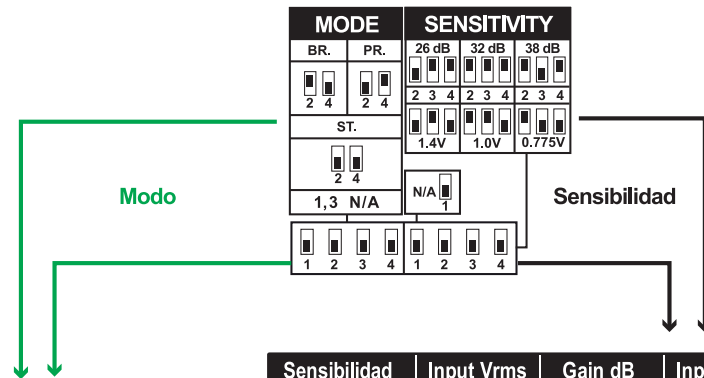 MODE SENSITIVITY
BR. PR. 26 dB 32 dB 38 dB
2 4 2 4 2 3 4 2 3 4 2 3 4
ST. 1.4V 1.0V 0.775V
2 4
1,3 N/A N/A 1
Modo Sensibilidad
1 2 3 4 1 2 3 4
Sensibilidad Input Vrms Gain dB Inp